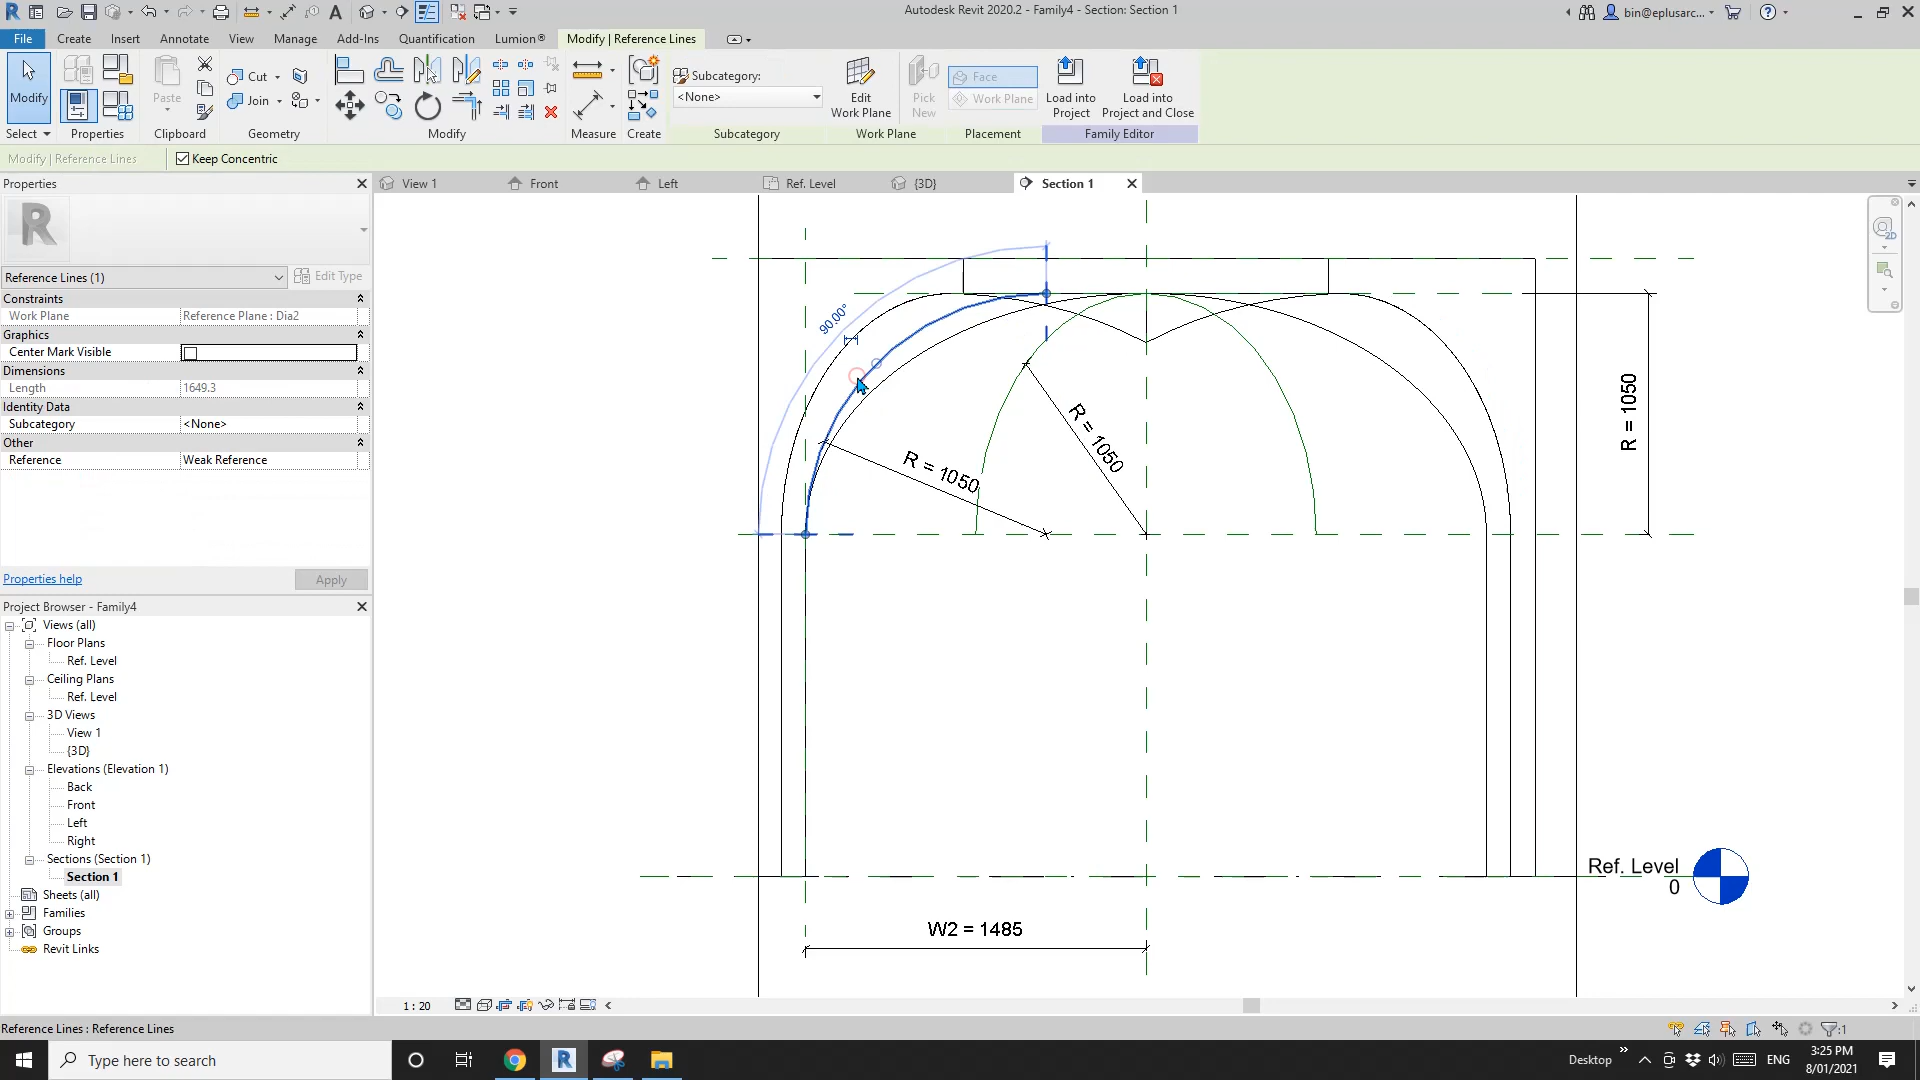 Autodesk Revit 2020.2 - Family4 - Section: Section 1
bin@eplusarc...
File
Create
Insert
Annotate
View
Manage
Add-Ins
Quantification
Lumion®
Modify | Reference Lines
Modify
Paste
Cut
Join
Subcategory:
<None>
Edit
Work Plane
Pick
New
Face
Work Plane
Load into
Project
Load into
Project and Close
Select
Properties
Clipboard
Geometry
Modify
Measure
Create
Subcategory
Work Plane
Placement
Family Editor
Modify | Reference Lines
Keep Concentric
Properties
View 1
Front
Left
Ref. Level
{3D}
Section 1
Reference Lines (1)
Edit Type
Constraints
Work Plane
Reference Plane : Dia2
Graphics
Center Mark Visible
Dimensions
Length
1649.3
Identity Data
Subcategory
<None>
Other
Reference
Weak Reference
Properties help
Apply
Project Browser - Family4
Views (all)
Floor Plans
Ref. Level
Ceiling Plans
Ref. Level
3D Views
View 1
{3D}
Elevations (Elevation 1)
Back
Front
Left
Right
Sections (Section 1)
Section 1
Sheets (all)
Families
Groups
Revit Links
90.00°
R = 1050
R = 1050
R = 1050
Ref. Level
0
W2 = 1485
1 : 20
2D
Reference Lines : Reference Lines
:1
Type here to search
Desktop
ENG
3:25 PM
8/01/2021